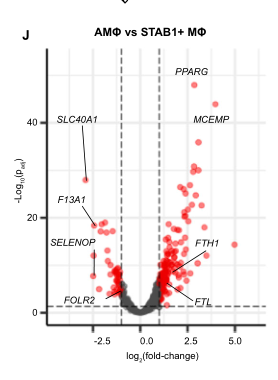 J
AMΦ vs STAB1+ MΦ
PPARG
SLC40A1
MCEMP
40
-Log10(padj)
F13A1
20
SELENOP
FTH1
FOLR2
FTL
0
-2.5 0.0 2.5 5.0
log2(fold-change)